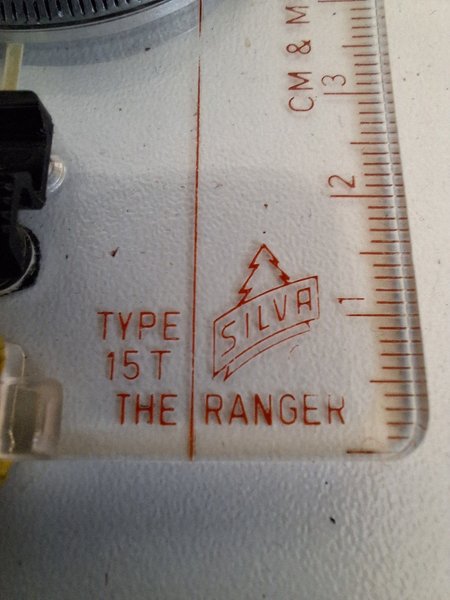 CM & M
3
2
1
SILVA
TYPE
15T
THE RANGER